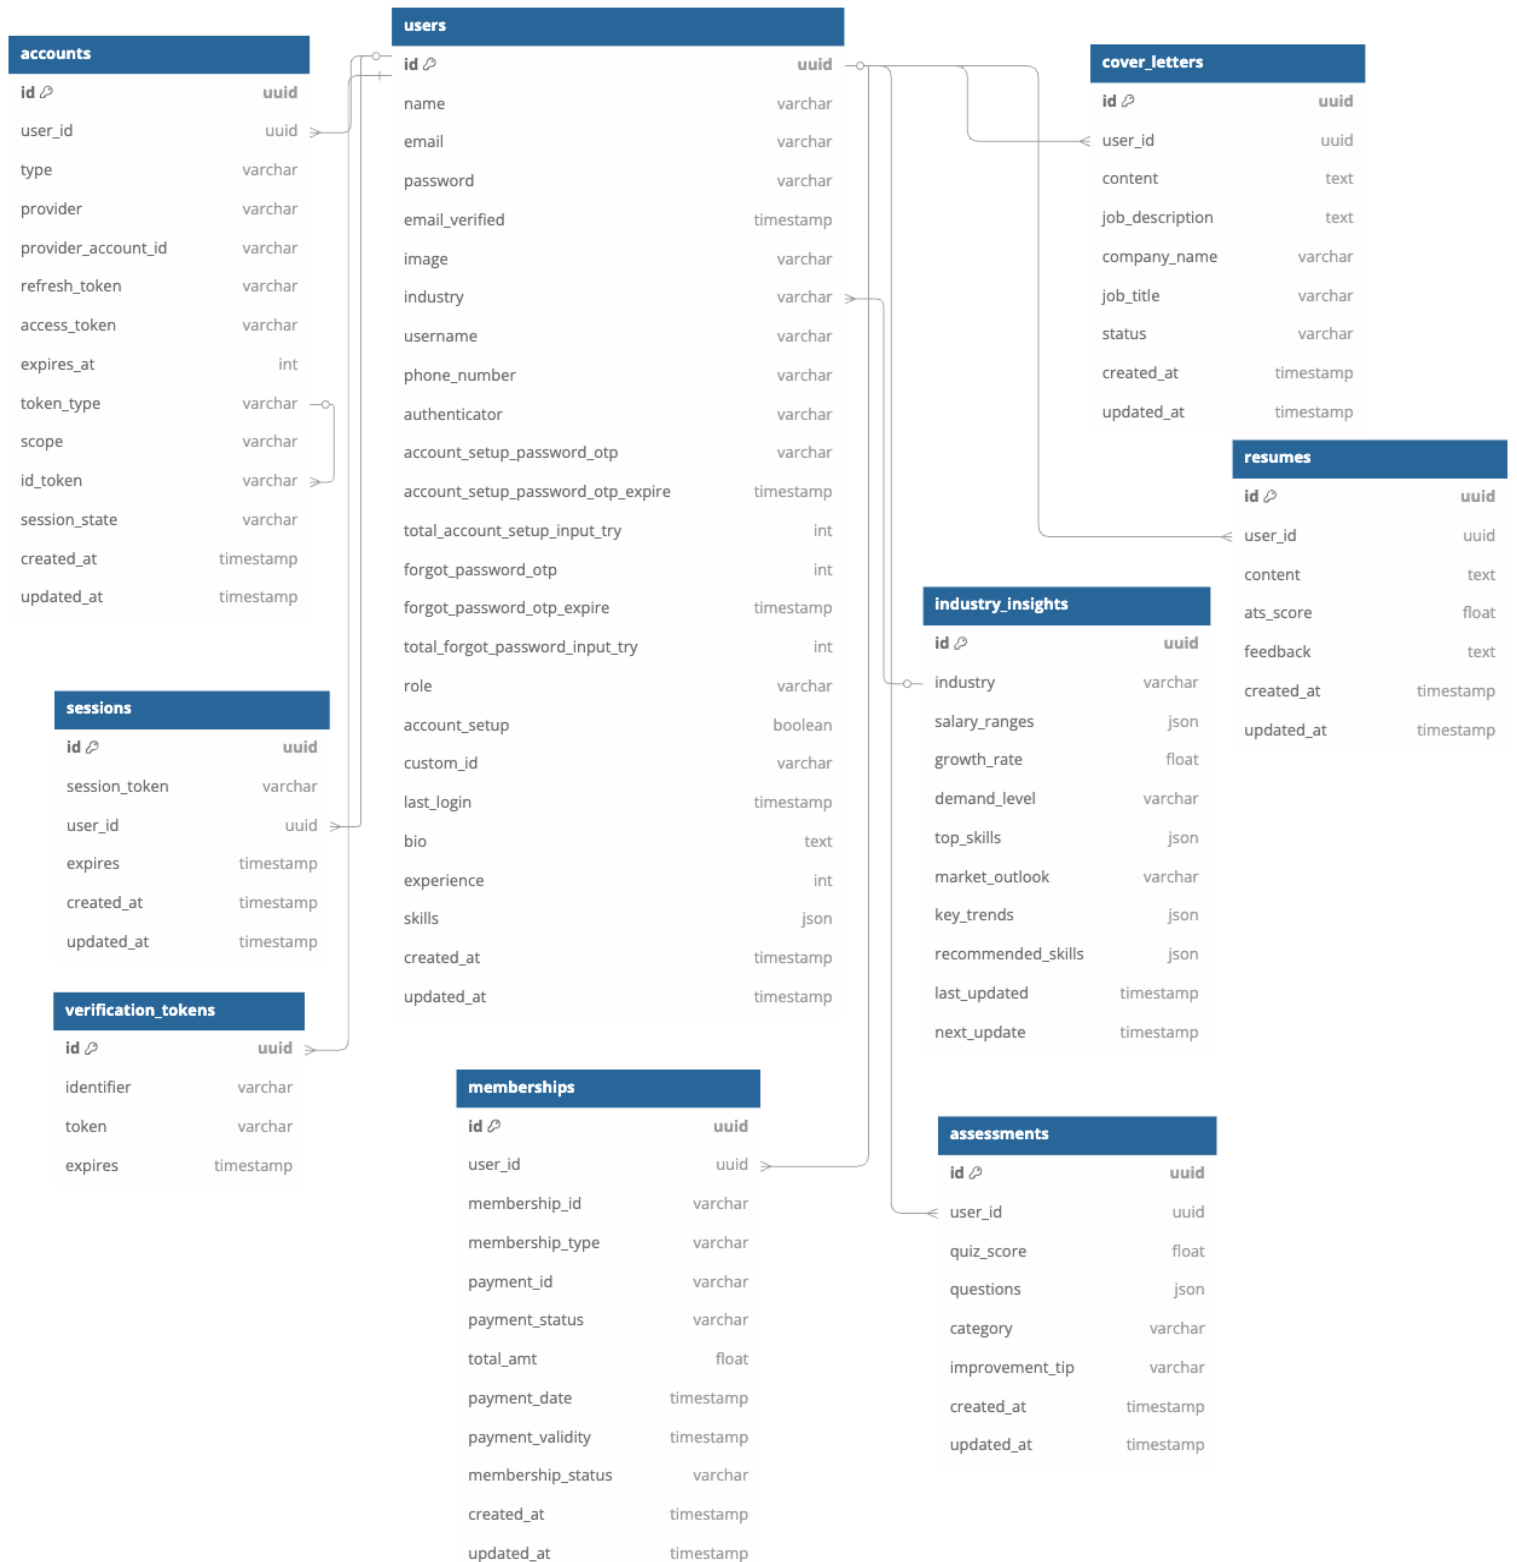 accounts
id uuid
user_id uuid
type varchar
provider varchar
provider_account_id varchar
refresh_token varchar
access_token varchar
expires_at int
token_type varchar
scope varchar
id_token varchar
session_state varchar
created_at timestamp
updated_at timestamp
users
id uuid
name varchar
email varchar
password varchar
email_verified timestamp
image varchar
industry varchar
username varchar
phone_number varchar
authenticator varchar
account_setup_password_otp varchar
account_setup_password_otp_expire timestamp
total_account_setup_input_try int
forgot_password_otp int
forgot_password_otp_expire timestamp
total_forgot_password_input_try int
role varchar
account_setup boolean
custom_id varchar
last_login timestamp
bio text
experience int
skills json
created_at timestamp
updated_at timestamp
cover_letters
id uuid
user_id uuid
content text
job_description text
company_name varchar
job_title varchar
status varchar
created_at timestamp
updated_at timestamp
resumes
id uuid
user_id uuid
content text
ats_score float
feedback text
created_at timestamp
updated_at timestamp
industry_insights
id uuid
industry varchar
salary_ranges json
growth_rate float
demand_level varchar
top_skills json
market_outlook varchar
key_trends json
recommended_skills json
last_updated timestamp
next_update timestamp
sessions
id uuid
session_token varchar
user_id uuid
expires timestamp
created_at timestamp
updated_at timestamp
verification_tokens
id uuid
identifier varchar
token varchar
expires timestamp
memberships
id uuid
user_id uuid
membership_id varchar
membership_type varchar
payment_id varchar
payment_status varchar
total_amt float
payment_date timestamp
payment_validity timestamp
membership_status varchar
created_at timestamp
updated_at timestamp
assessments
id uuid
user_id uuid
quiz_score float
questions json
category varchar
improvement_tip varchar
created_at timestamp
updated_at timestamp